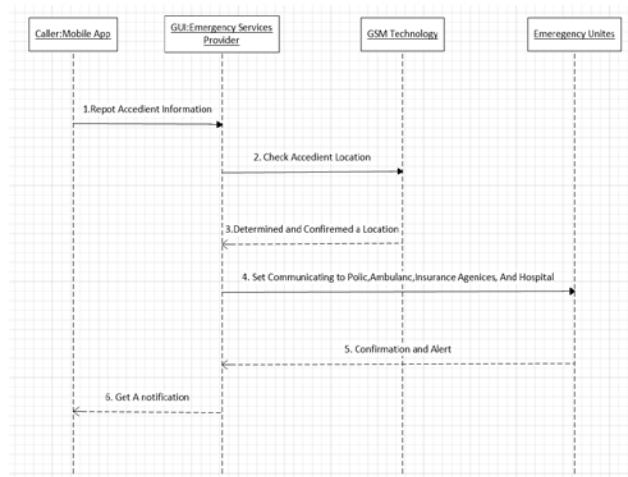 Caller:Mobile App
GUI:Emergency Services
Provider
GSM Technology
Emeregency Unites
1.Repot Accedient Information
2. Check Accedient Location
3.Determined and Confiremed a Location
4. Set Communicating to Polic,Ambulanc,Insurance Agenices, And Hospital
5. Confirmation and Alert
6. Get A notification